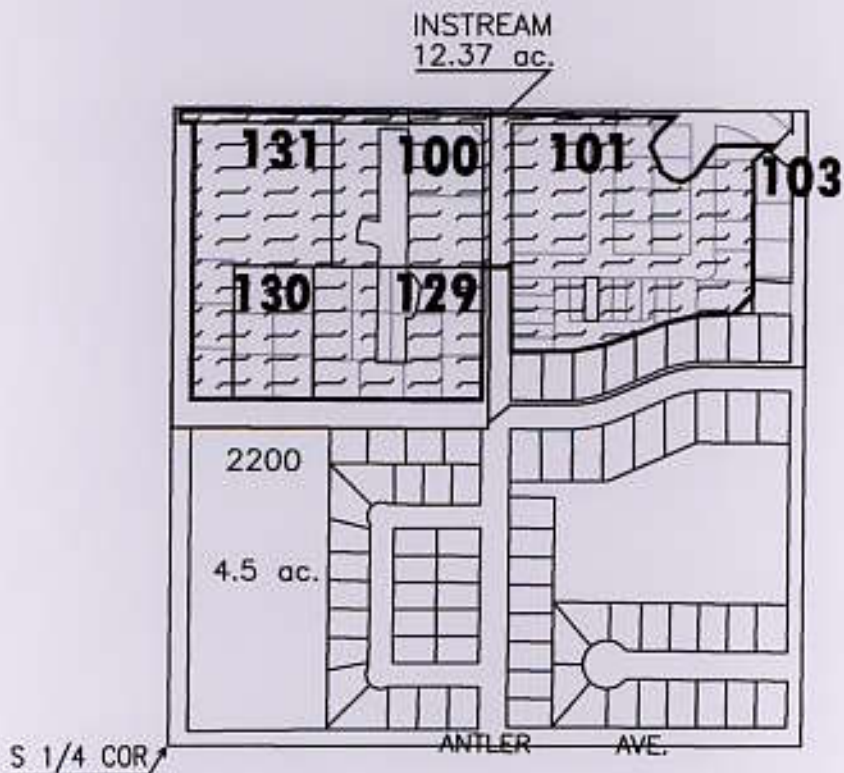 INSTREAM
12.37 ac.
131 100 101 103
130 129
2200
4.5 ac.
ANTLER AVE.
S 1/4 COR